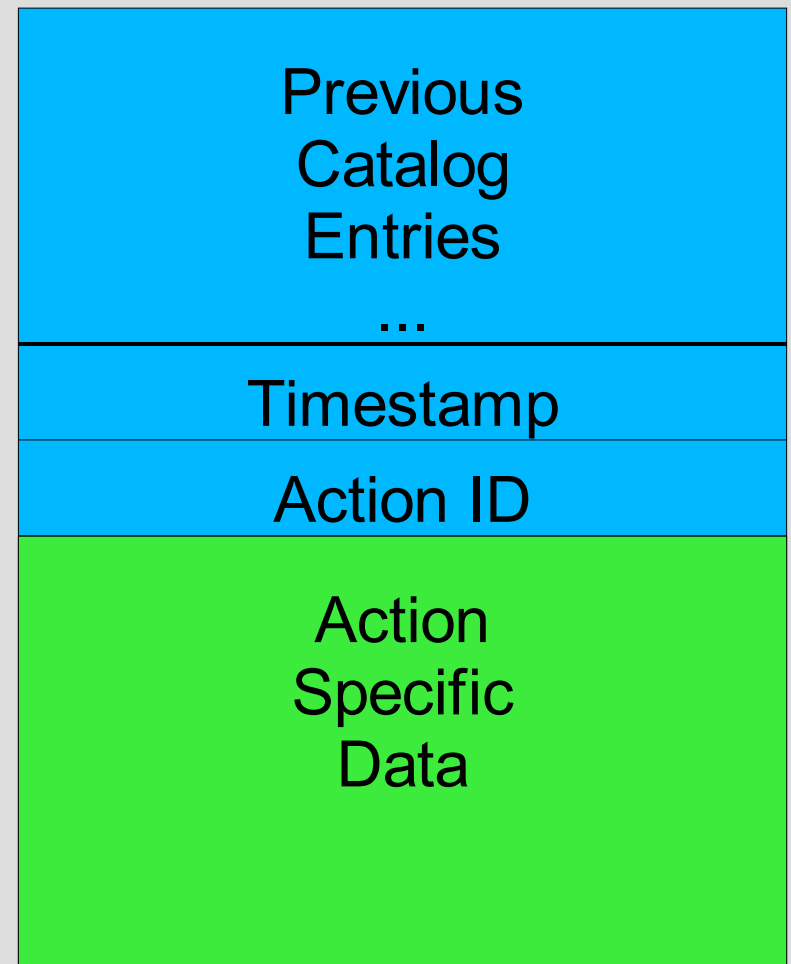 Previous
Catalog
Entries
...
Timestamp
Action ID
Action
Specific
Data